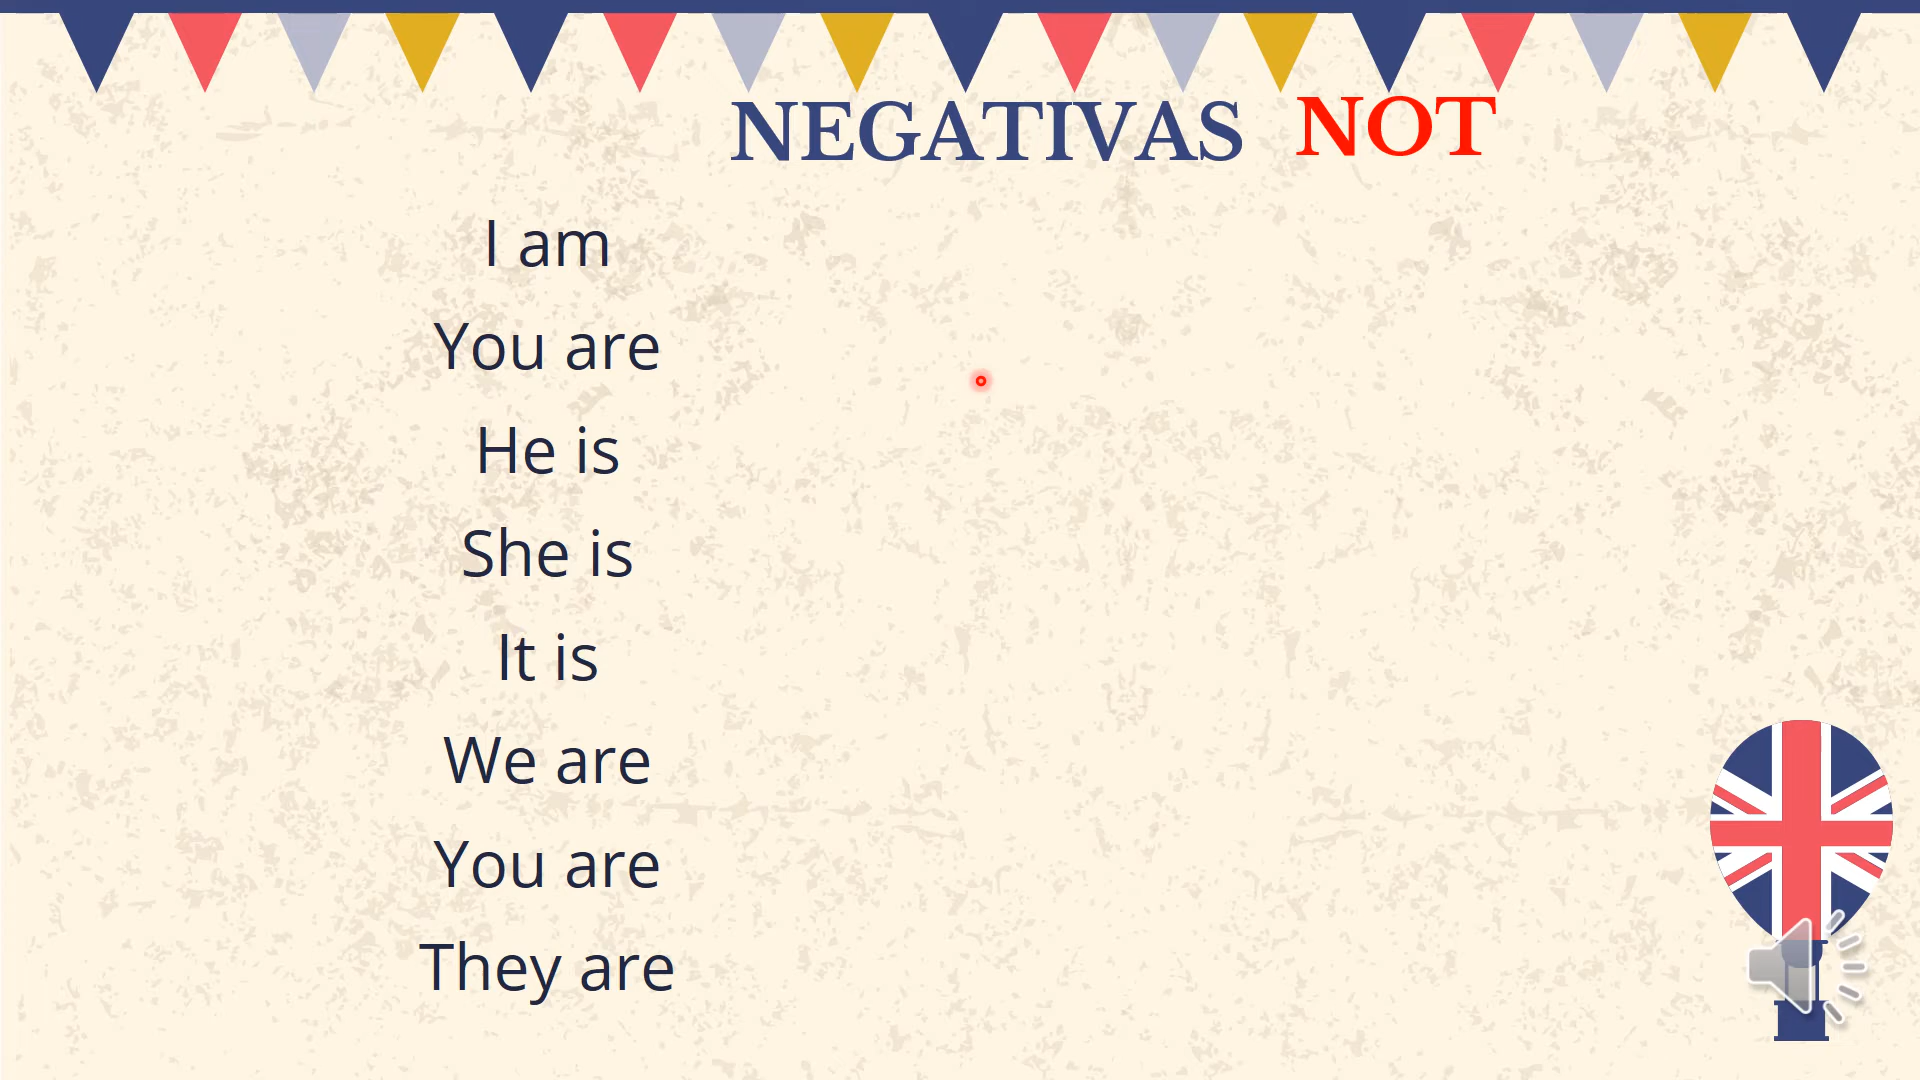 NEGATIVAS NOT
I am
You are
He is
She is
It is
We are
You are
They are